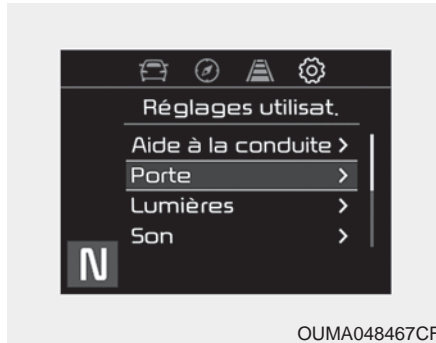 Réglages utilisat.
Aide à la conduite >
Porte >
Lumières >
Son >
N
OUMA048467CF